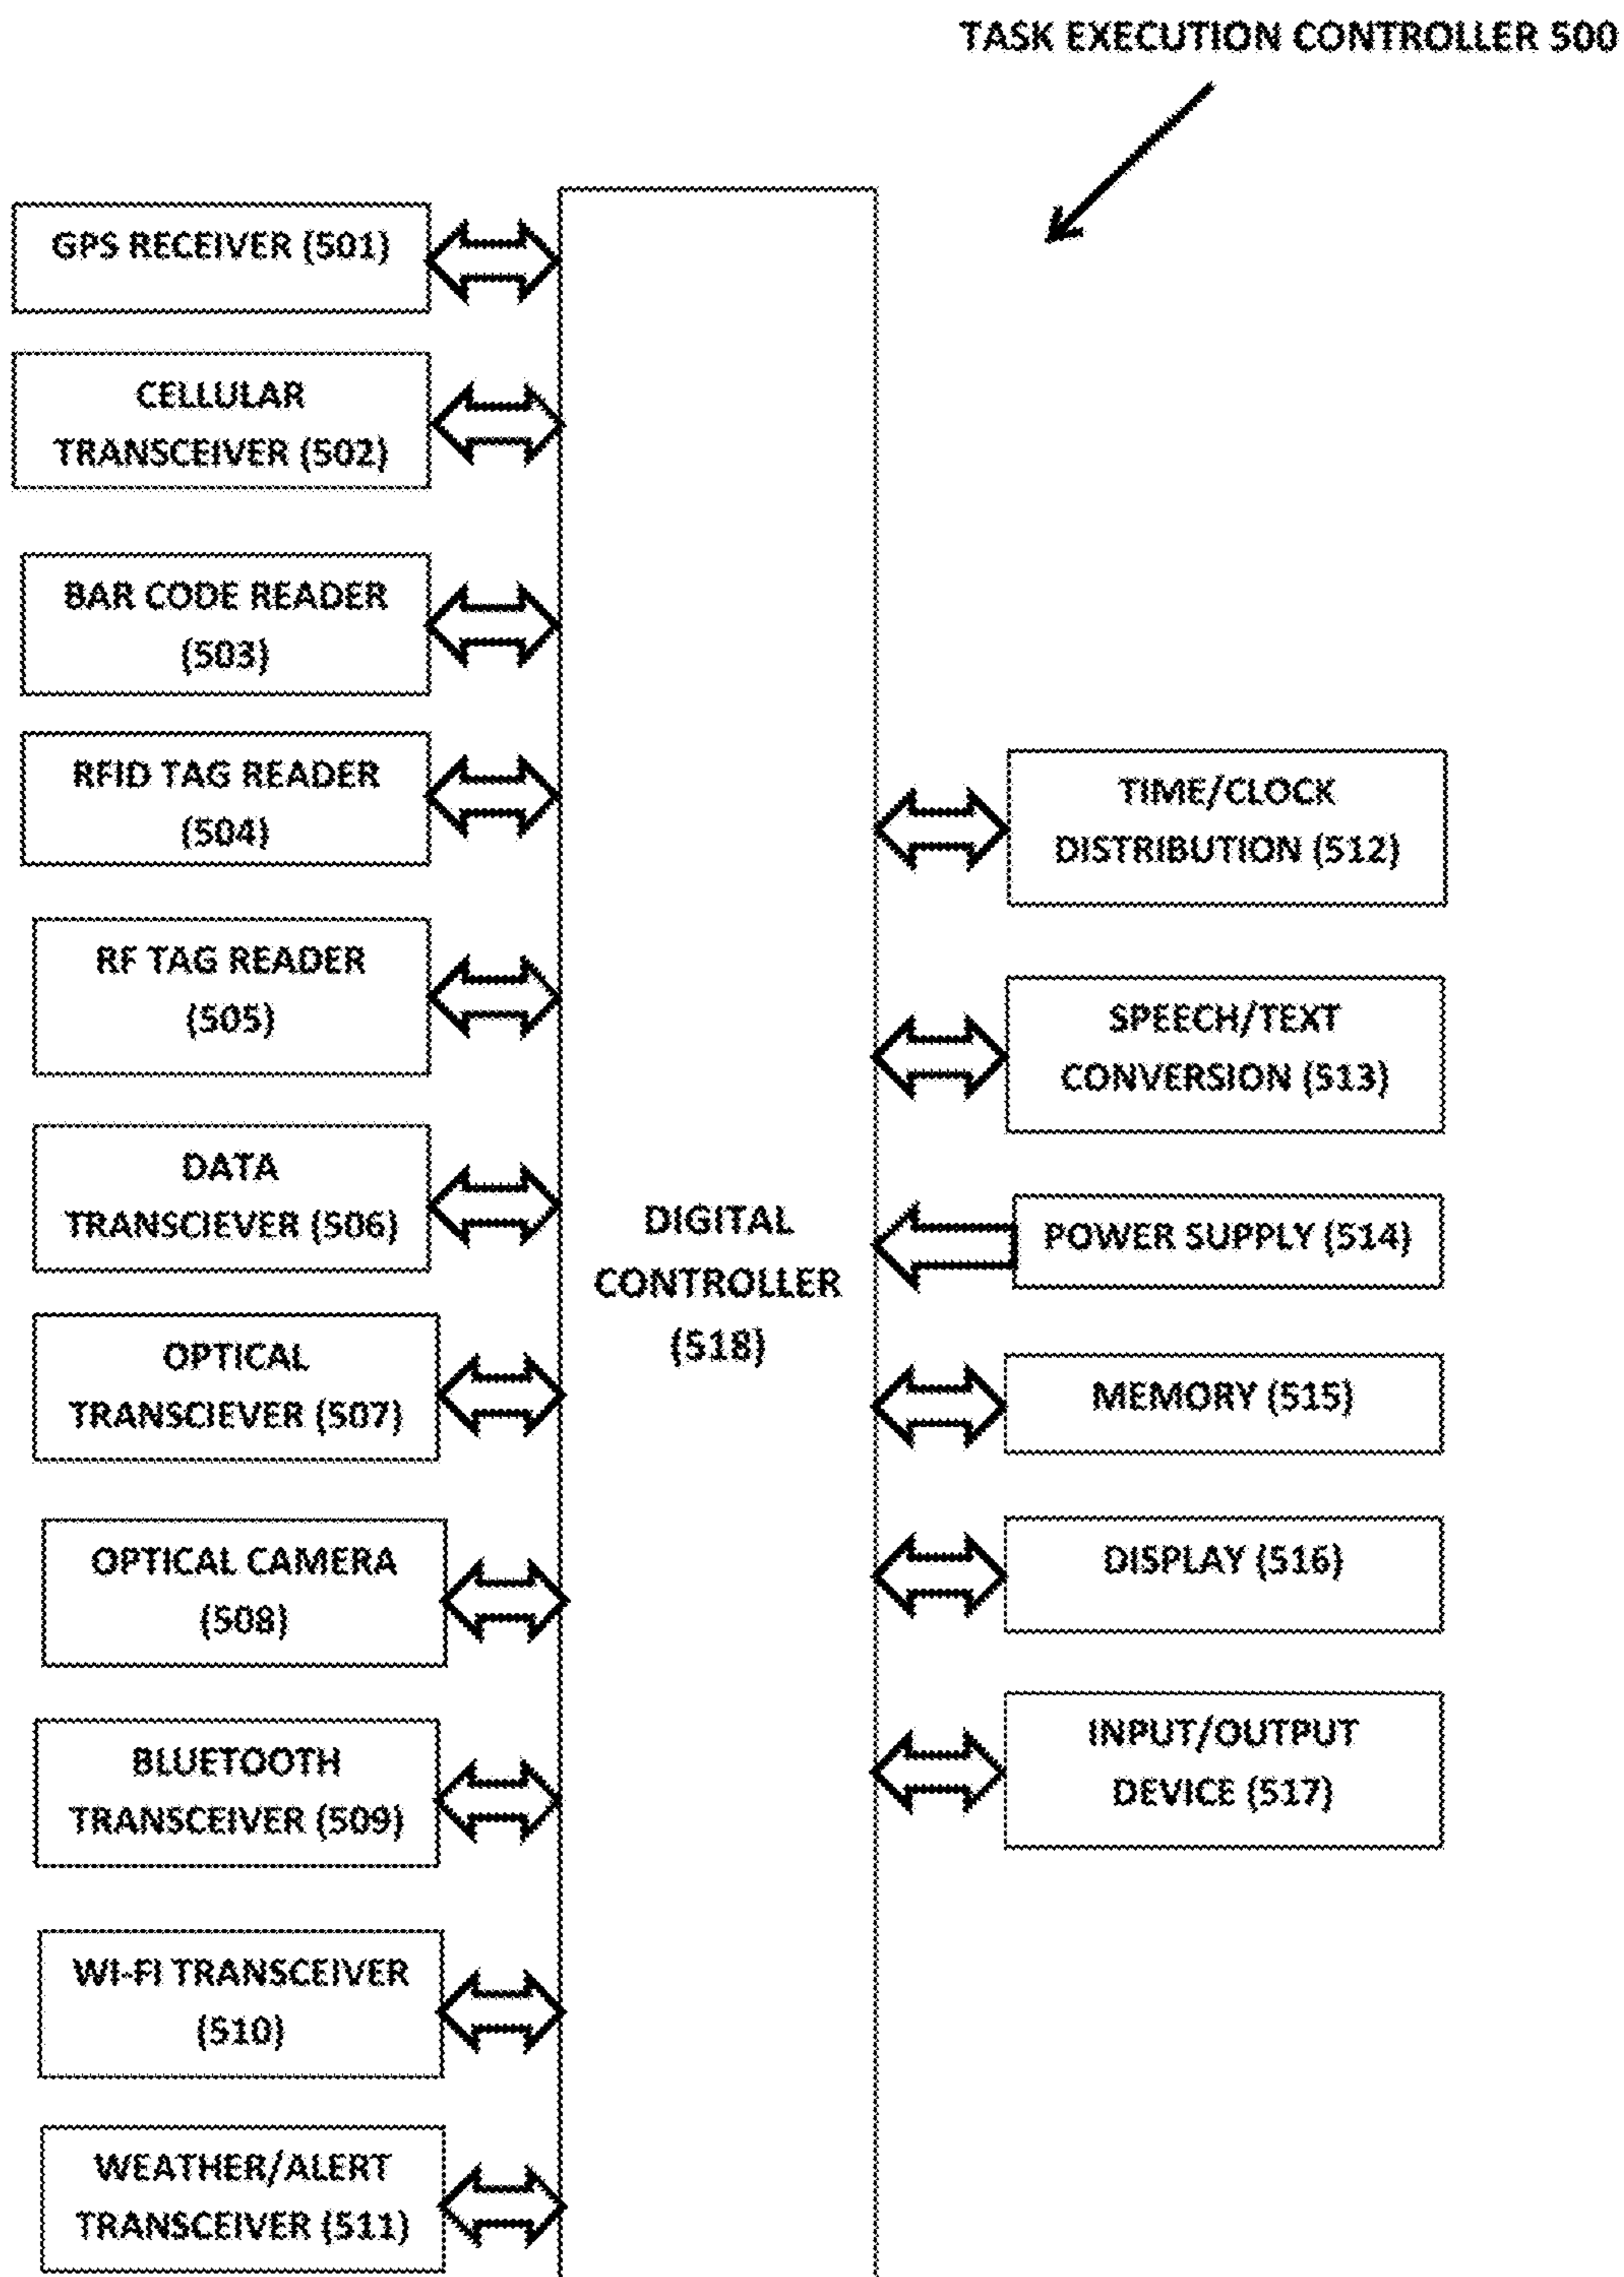 TASK EXECUTION CONTROLLER 500
GPS RECEIVER (501)
CELLULAR
TRANSCEIVER (502)
BAR CODE READER
(503)
RFID TAG READER
(504)
RF TAG READER
(505)
DATA
TRANSCIEVER (506)
OPTICAL
TRANSCIEVER (507)
OPTICAL CAMERA
(508)
BLUETOOTH
TRANSCEIVER (509)
WI-FI TRANSCEIVER
(510)
WEATHER/ALERT
TRANSCEIVER (511)
DIGITAL
CONTROLLER
(518)
TIME/CLOCK
DISTRIBUTION (512)
SPEECH/TEXT
CONVERSION (513)
POWER SUPPLY (514)
MEMORY (515)
DISPLAY (516)
INPUT/OUTPUT
DEVICE (517)